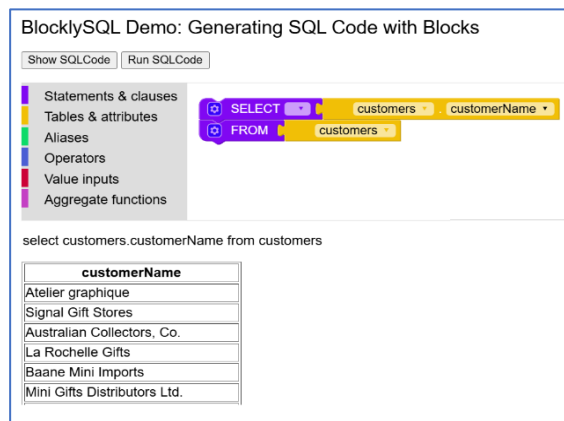 BlocklySQL Demo: Generating SQL Code with Blocks
Show SQLCode Run SQLCode
Statements & clauses
Tables & attributes
Aliases
Operators
Value inputs
Aggregate functions
SELECT customers . customerName
FROM customers
select customers.customerName from customers
customerName
Atelier graphique
Signal Gift Stores
Australian Collectors, Co.
La Rochelle Gifts
Baane Mini Imports
Mini Gifts Distributors Ltd.